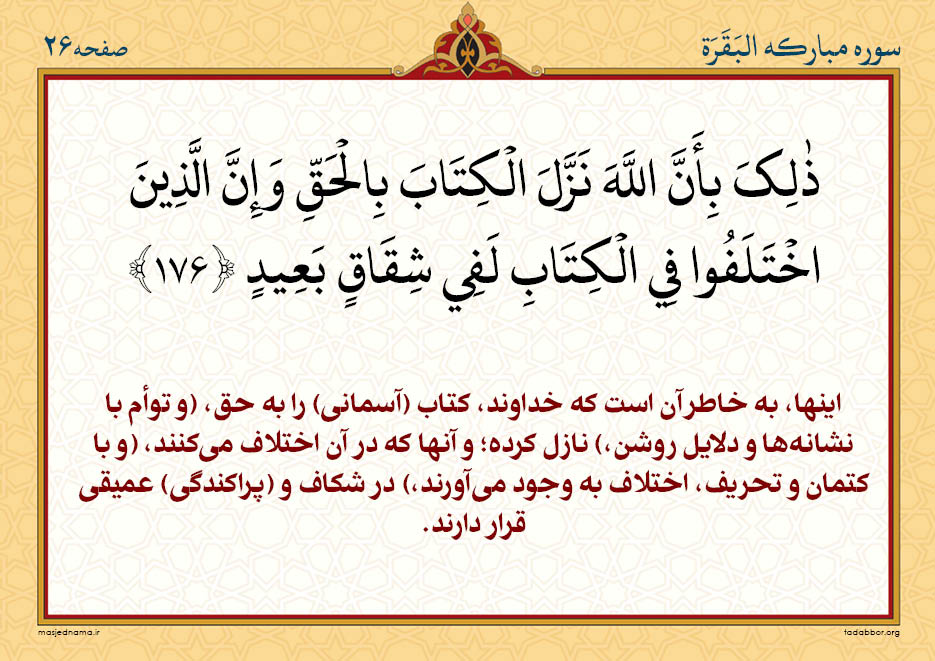 سوره مبارکه البَقَرَة
صفحه۲۶
ذَٰلِکَ بِأَنَّ اللَّهَ نَزَّلَ الْکِتَابَ بِالْحَقِّ وَإِنَّ الَّذِينَ
اخْتَلَفُوا فِي الْکِتَابِ لَفِي شِقَاقٍ بَعِيدٍ ﴿۱۷۶﴾
اینها، به خاطرآن است که خداوند، کتاب (آسمانی) را به حق، (و توأم با
نشانه‌ها و دلایل روشن،) نازل کرده؛ و آنها که در آن اختلاف می‌کنند، (و با
کتمان و تحریف، اختلاف به وجود می‌آورند،) در شکاف و (پراکندگی) عمیقی
قرار دارند.
masjednama.ir
tadabbor.org